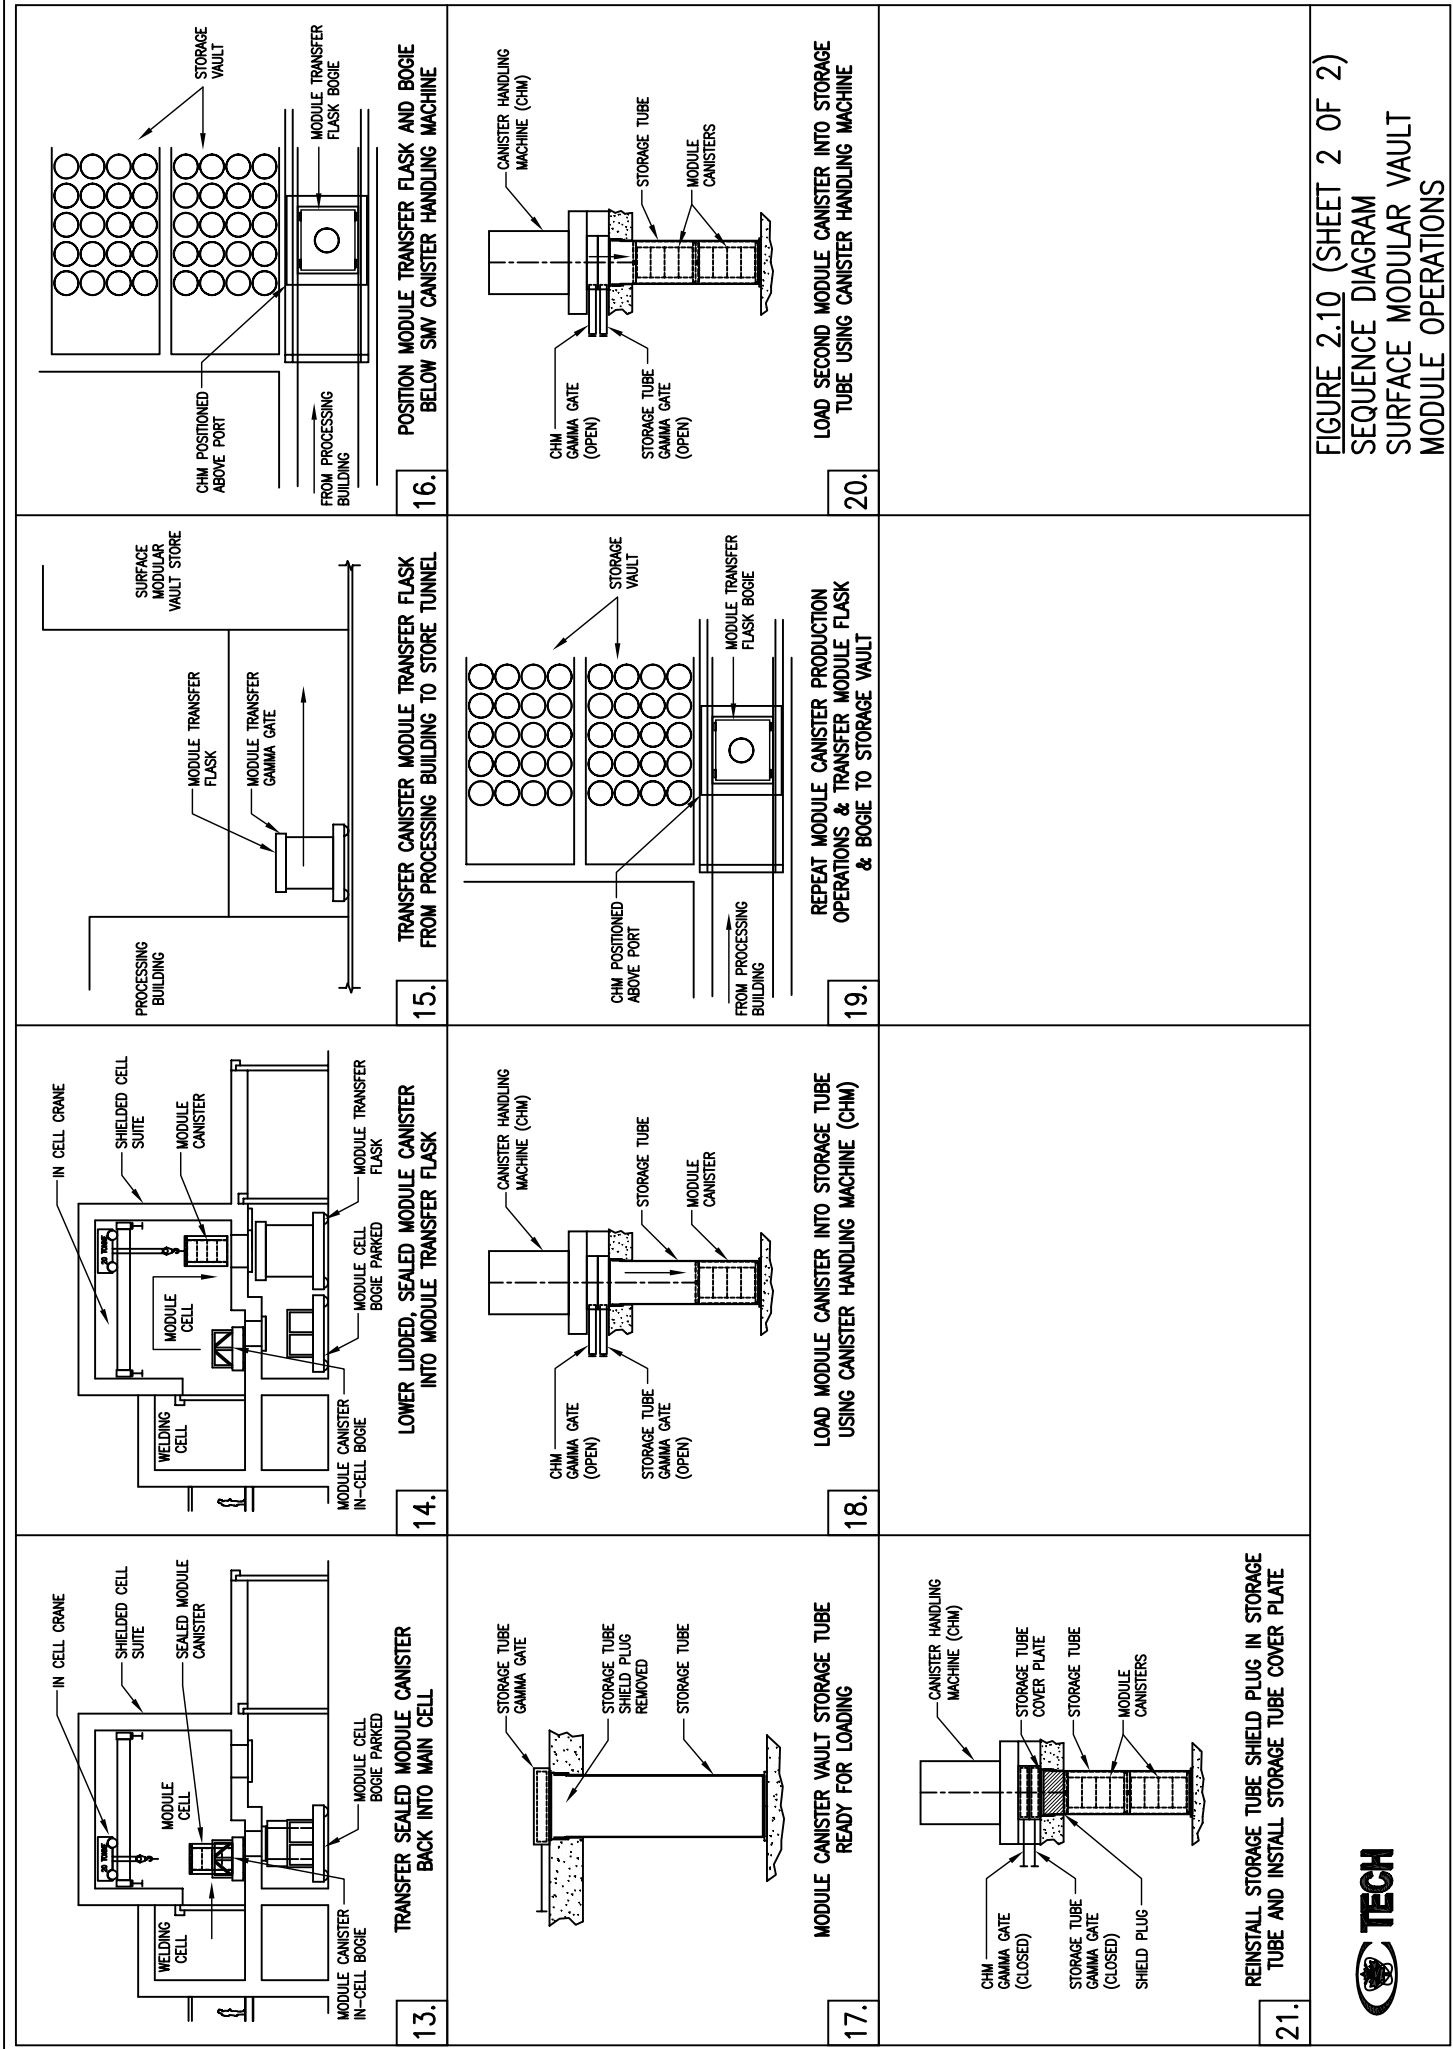 IN CELL CRANE
SHIELDED CELL
SUITE
SEALED MODULE
CANISTER
20 TONNE
MODULE
CELL
WELDING
CELL
MODULE CANISTER
IN-CELL BOGIE
MODULE CELL
BOGIE PARKED
13.
TRANSFER SEALED MODULE CANISTER
BACK INTO MAIN CELL
IN CELL CRANE
SHIELDED CELL
SUITE
MODULE
CANISTER
20 TONNE
MODULE
CELL
WELDING
CELL
MODULE CANISTER
IN-CELL BOGIE
MODULE CELL
BOGIE PARKED
MODULE TRANSFER
FLASK
14.
LOWER LIDDED, SEALED MODULE CANISTER
INTO MODULE TRANSFER FLASK
PROCESSING
BUILDING
MODULE TRANSFER
FLASK
MODULE TRANSFER
GAMMA GATE
SURFACE
MODULAR
VAULT STORE
15.
TRANSFER CANISTER MODULE TRANSFER FLASK
FROM PROCESSING BUILDING TO STORE TUNNEL
STORAGE
VAULT
CHM POSITIONED
ABOVE PORT
MODULE TRANSFER
FLASK BOGIE
FROM PROCESSING
BUILDING
16.
POSITION MODULE TRANSFER FLASK AND BOGIE
BELOW SMV CANISTER HANDLING MACHINE
STORAGE TUBE
GAMMA GATE
STORAGE TUBE
SHIELD PLUG
REMOVED
STORAGE TUBE
17.
MODULE CANISTER VAULT STORAGE TUBE
READY FOR LOADING
CANISTER HANDLING
MACHINE (CHM)
CHM
GAMMA GATE
(OPEN)
STORAGE TUBE
STORAGE TUBE
GAMMA GATE
(OPEN)
MODULE
CANISTER
18.
LOAD MODULE CANISTER INTO STORAGE TUBE
USING CANISTER HANDLING MACHINE (CHM)
STORAGE
VAULT
CHM POSITIONED
ABOVE PORT
MODULE TRANSFER
FLASK BOGIE
FROM PROCESSING
BUILDING
19.
REPEAT MODULE CANISTER PRODUCTION
OPERATIONS & TRANSFER MODULE FLASK
& BOGIE TO STORAGE VAULT
CANISTER HANDLING
MACHINE (CHM)
CHM
GAMMA GATE
(OPEN)
STORAGE TUBE
STORAGE TUBE
GAMMA GATE
(OPEN)
MODULE
CANISTERS
20.
LOAD SECOND MODULE CANISTER INTO STORAGE
TUBE USING CANISTER HANDLING MACHINE
CANISTER HANDLING
MACHINE (CHM)
CHM
GAMMA GATE
(CLOSED)
STORAGE TUBE
COVER PLATE
STORAGE TUBE
STORAGE TUBE
GAMMA GATE
(CLOSED)
MODULE
CANISTERS
SHIELD PLUG
21.
REINSTALL STORAGE TUBE SHIELD PLUG IN STORAGE
TUBE AND INSTALL STORAGE TUBE COVER PLATE
TECH
FIGURE 2.10 (SHEET 2 OF 2)
SEQUENCE DIAGRAM
SURFACE MODULAR VAULT
MODULE OPERATIONS